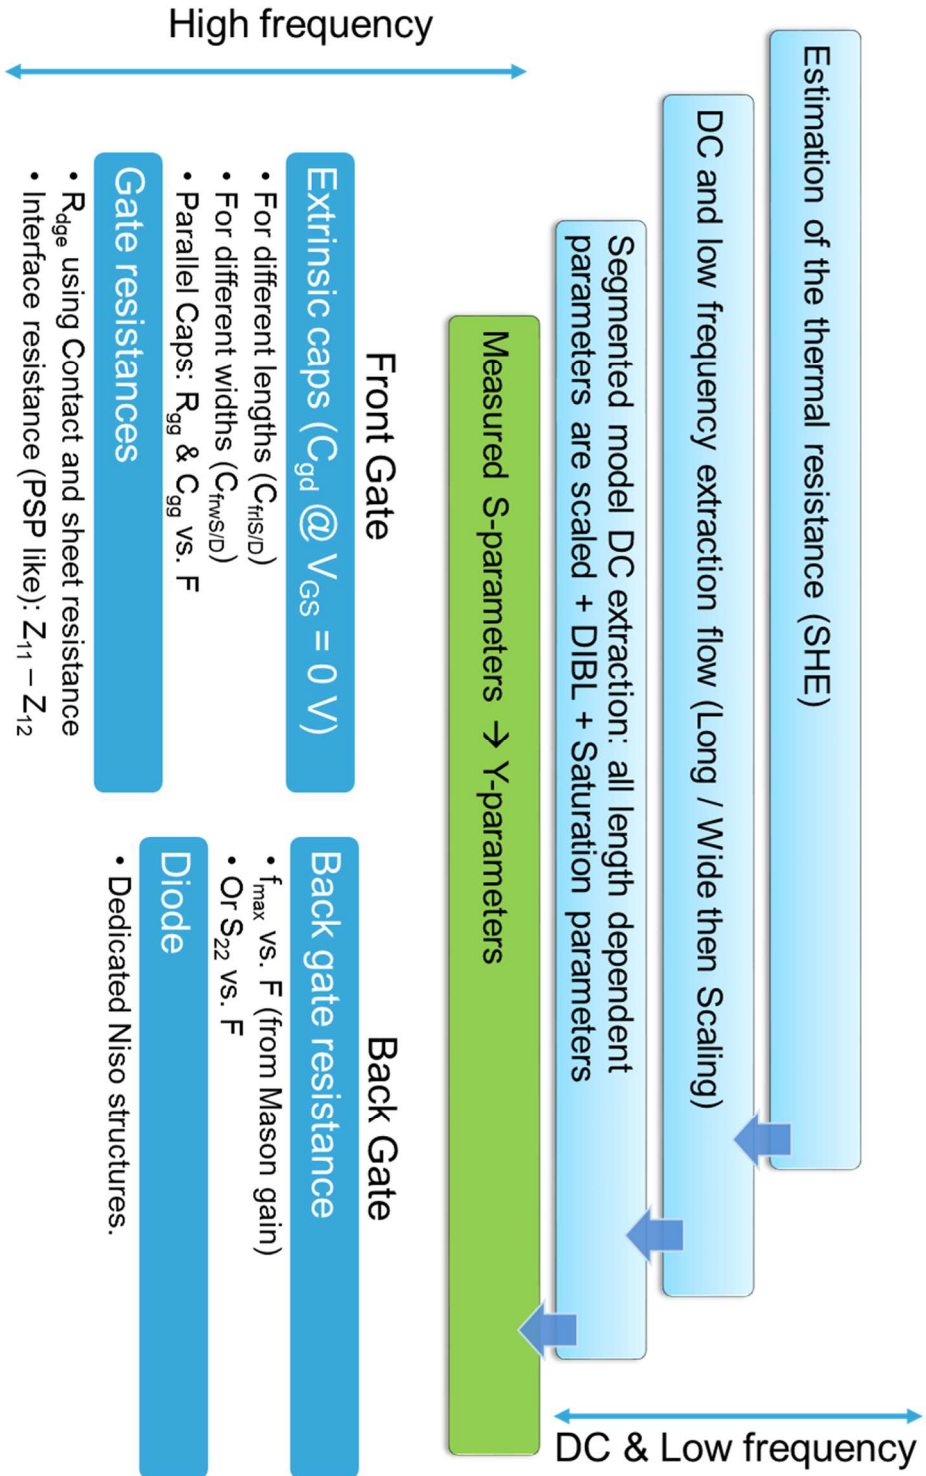 Estimation of the thermal resistance (SHE)
DC and low frequency extraction flow (Long / Wide then Scaling)
Segmented model DC extraction: all length dependent
parameters are scaled + DIBL + Saturation parameters
DC & Low frequency
Measured S-parameters → Y-parameters
High frequency
Front Gate
Extrinsic caps (Cgd @ VGS = 0 V)
• For different lengths (CfrlS/D)
• For different widths (CfrwS/D)
• Parallel Caps: Rgg & Cgg vs. F
Gate resistances
• Rdge using Contact and sheet resistance
• Interface resistance (PSP like): Z11 – Z12
Back Gate
Back gate resistance
• fmax vs. F (from Mason gain)
• Or S22 vs. F
Diode
• Dedicated Niso structures.